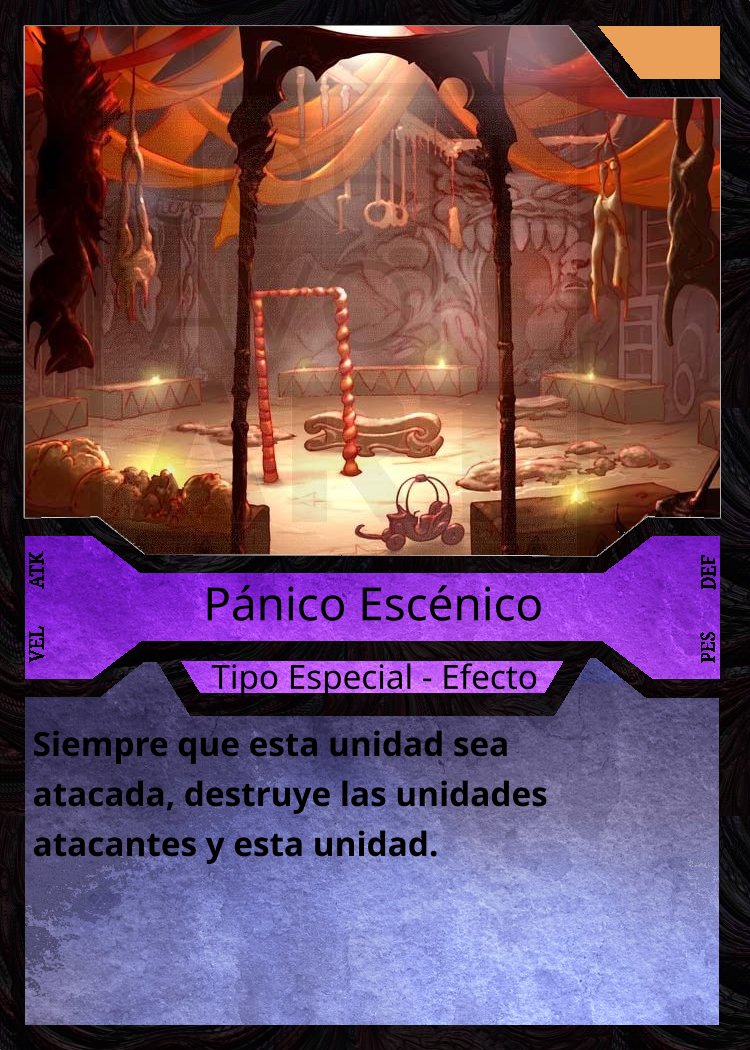 ATK
DEF
Pánico Escénico
VEL
PES
Tipo Especial - Efecto
Siempre que esta unidad sea
atacada, destruye las unidades
atacantes y esta unidad.